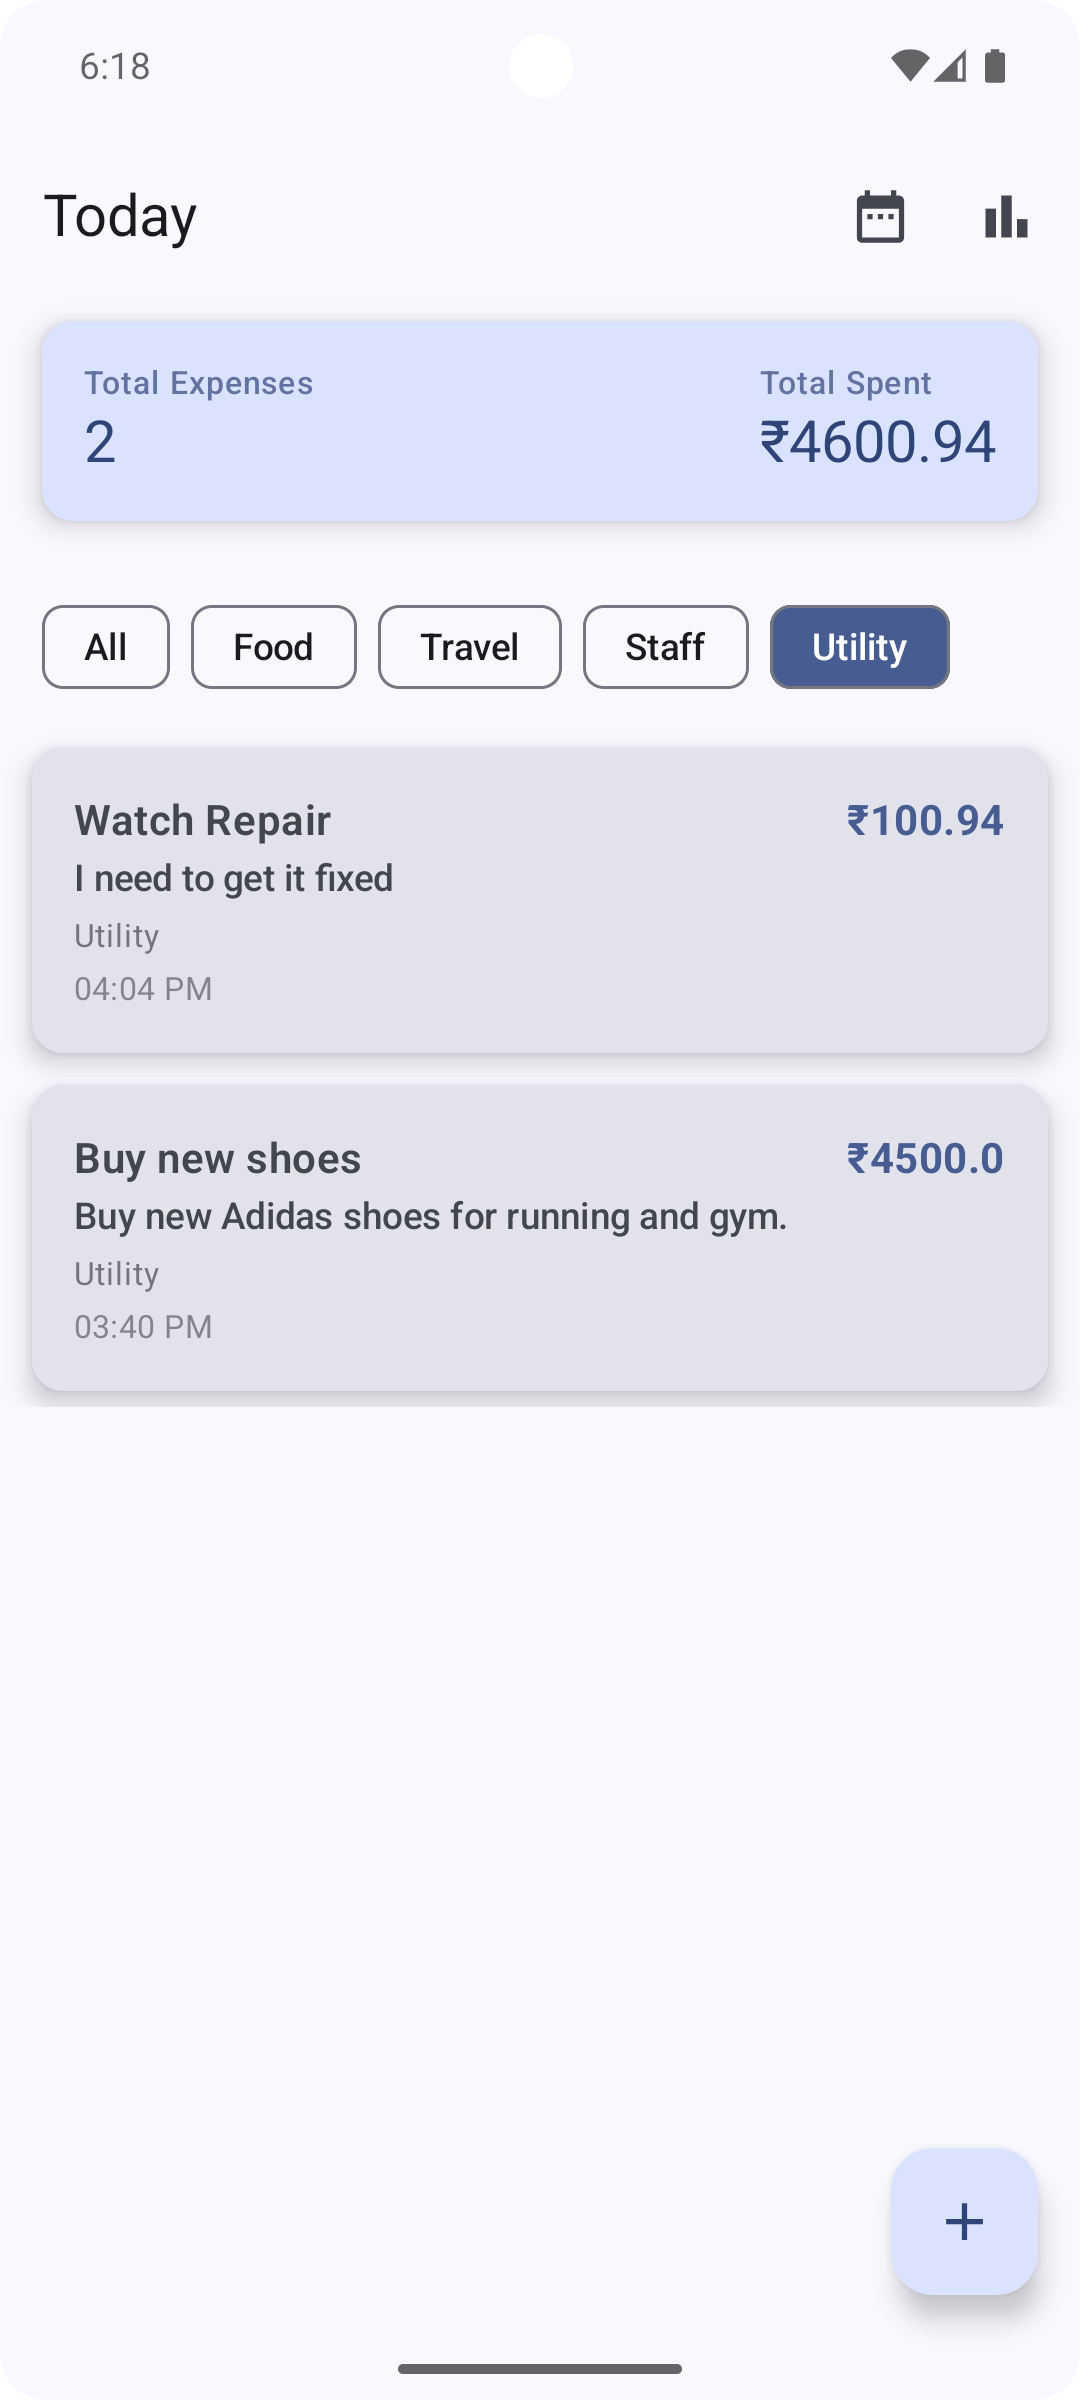 6:18
Today
Total Expenses
2
Total Spent
₹4600.94
All
Food
Travel
Staff
Utility
Watch Repair
₹100.94
I need to get it fixed
Utility
04:04 PM
Buy new shoes
₹4500.0
Buy new Adidas shoes for running and gym.
Utility
03:40 PM
+